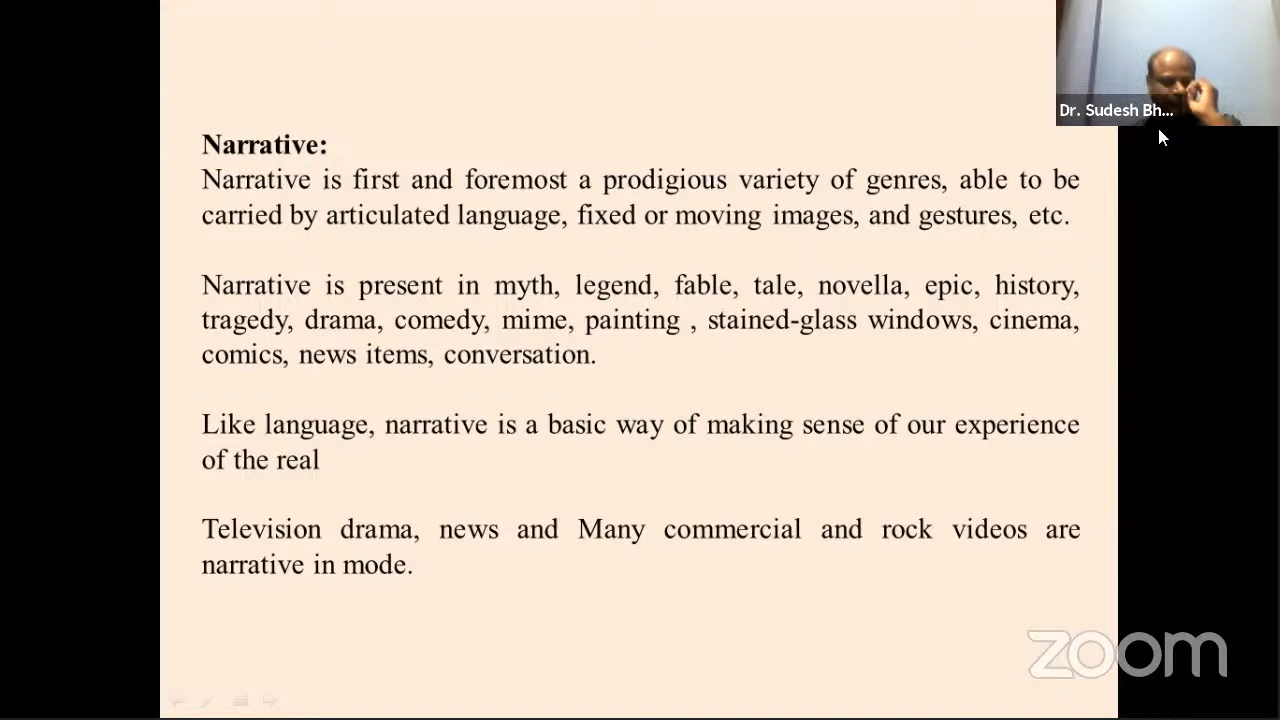 Dr. Sudesh Bh...
Narrative:
Narrative is first and foremost a prodigious variety of genres, able to be
carried by articulated language, fixed or moving images, and gestures, etc.
Narrative is present in myth, legend, fable, tale, novella, epic, history,
tragedy, drama, comedy, mime, painting , stained-glass windows, cinema,
comics, news items, conversation.
Like language, narrative is a basic way of making sense of our experience
of the real
Television drama, news and Many commercial and rock videos are
narrative in mode.
zoom